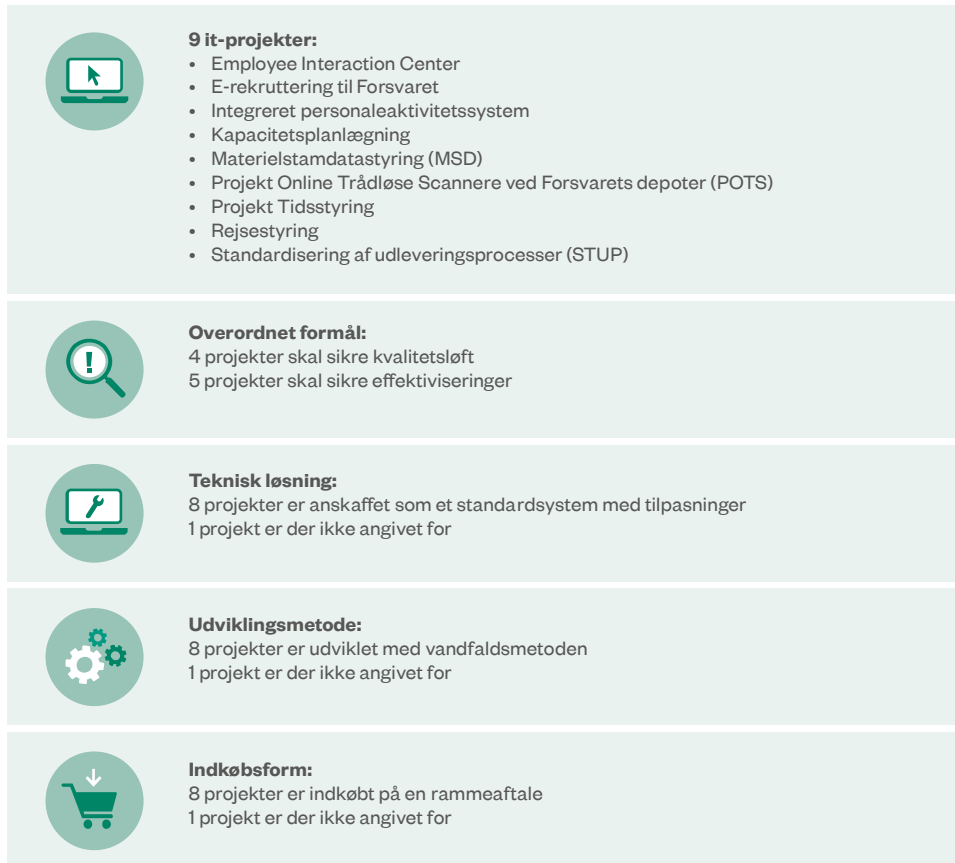 9 it-projekter:
• Employee Interaction Center
• E-rekruttering til Forsvaret
• Integreret personaleaktivitetssystem
• Kapacitetsplanlægning
• Materielstamdatastyring (MSD)
• Projekt Online Trådløse Scannere ved Forsvarets depoter (POTS)
• Projekt Tidsstyring
• Rejsestyring
• Standardisering af udleveringsprocesser (STUP)
Overordnet formål:
4 projekter skal sikre kvalitetsløft
5 projekter skal sikre effektiviseringer
Teknisk løsning:
8 projekter er anskaffet som et standardsystem med tilpasninger
1 projekt er der ikke angivet for
Udviklingsmetode:
8 projekter er udviklet med vandfaldsmetoden
1 projekt er der ikke angivet for
Indkøbsform:
8 projekter er indkøbt på en rammeaftale
1 projekt er der ikke angivet for